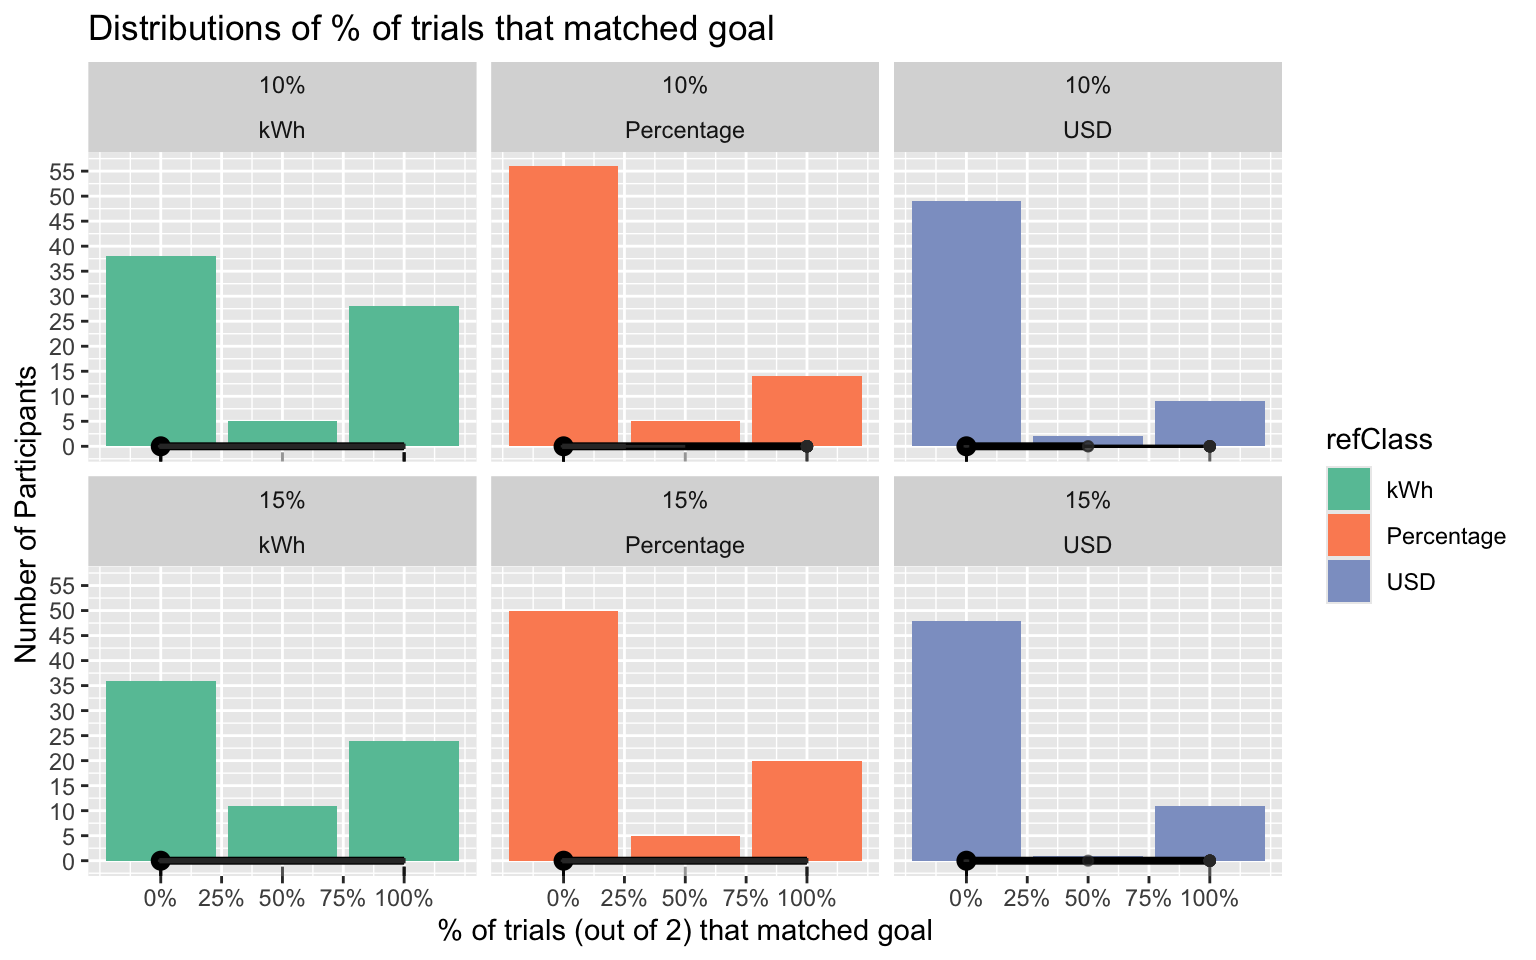 Distributions of % of trials that matched goal
10% 10% 10%
kWh Percentage USD
55
50
45
40
35
30
25
20
15
10
5
0
15% 15% 15%
kWh Percentage USD
55
50
45
40
35
30
25
20
15
10
5
0
0% 25% 50% 75% 100% 0% 25% 50% 75% 100% 0% 25% 50% 75% 100%
% of trials (out of 2) that matched goal
Number of Participants
refClass
kWh
Percentage
USD